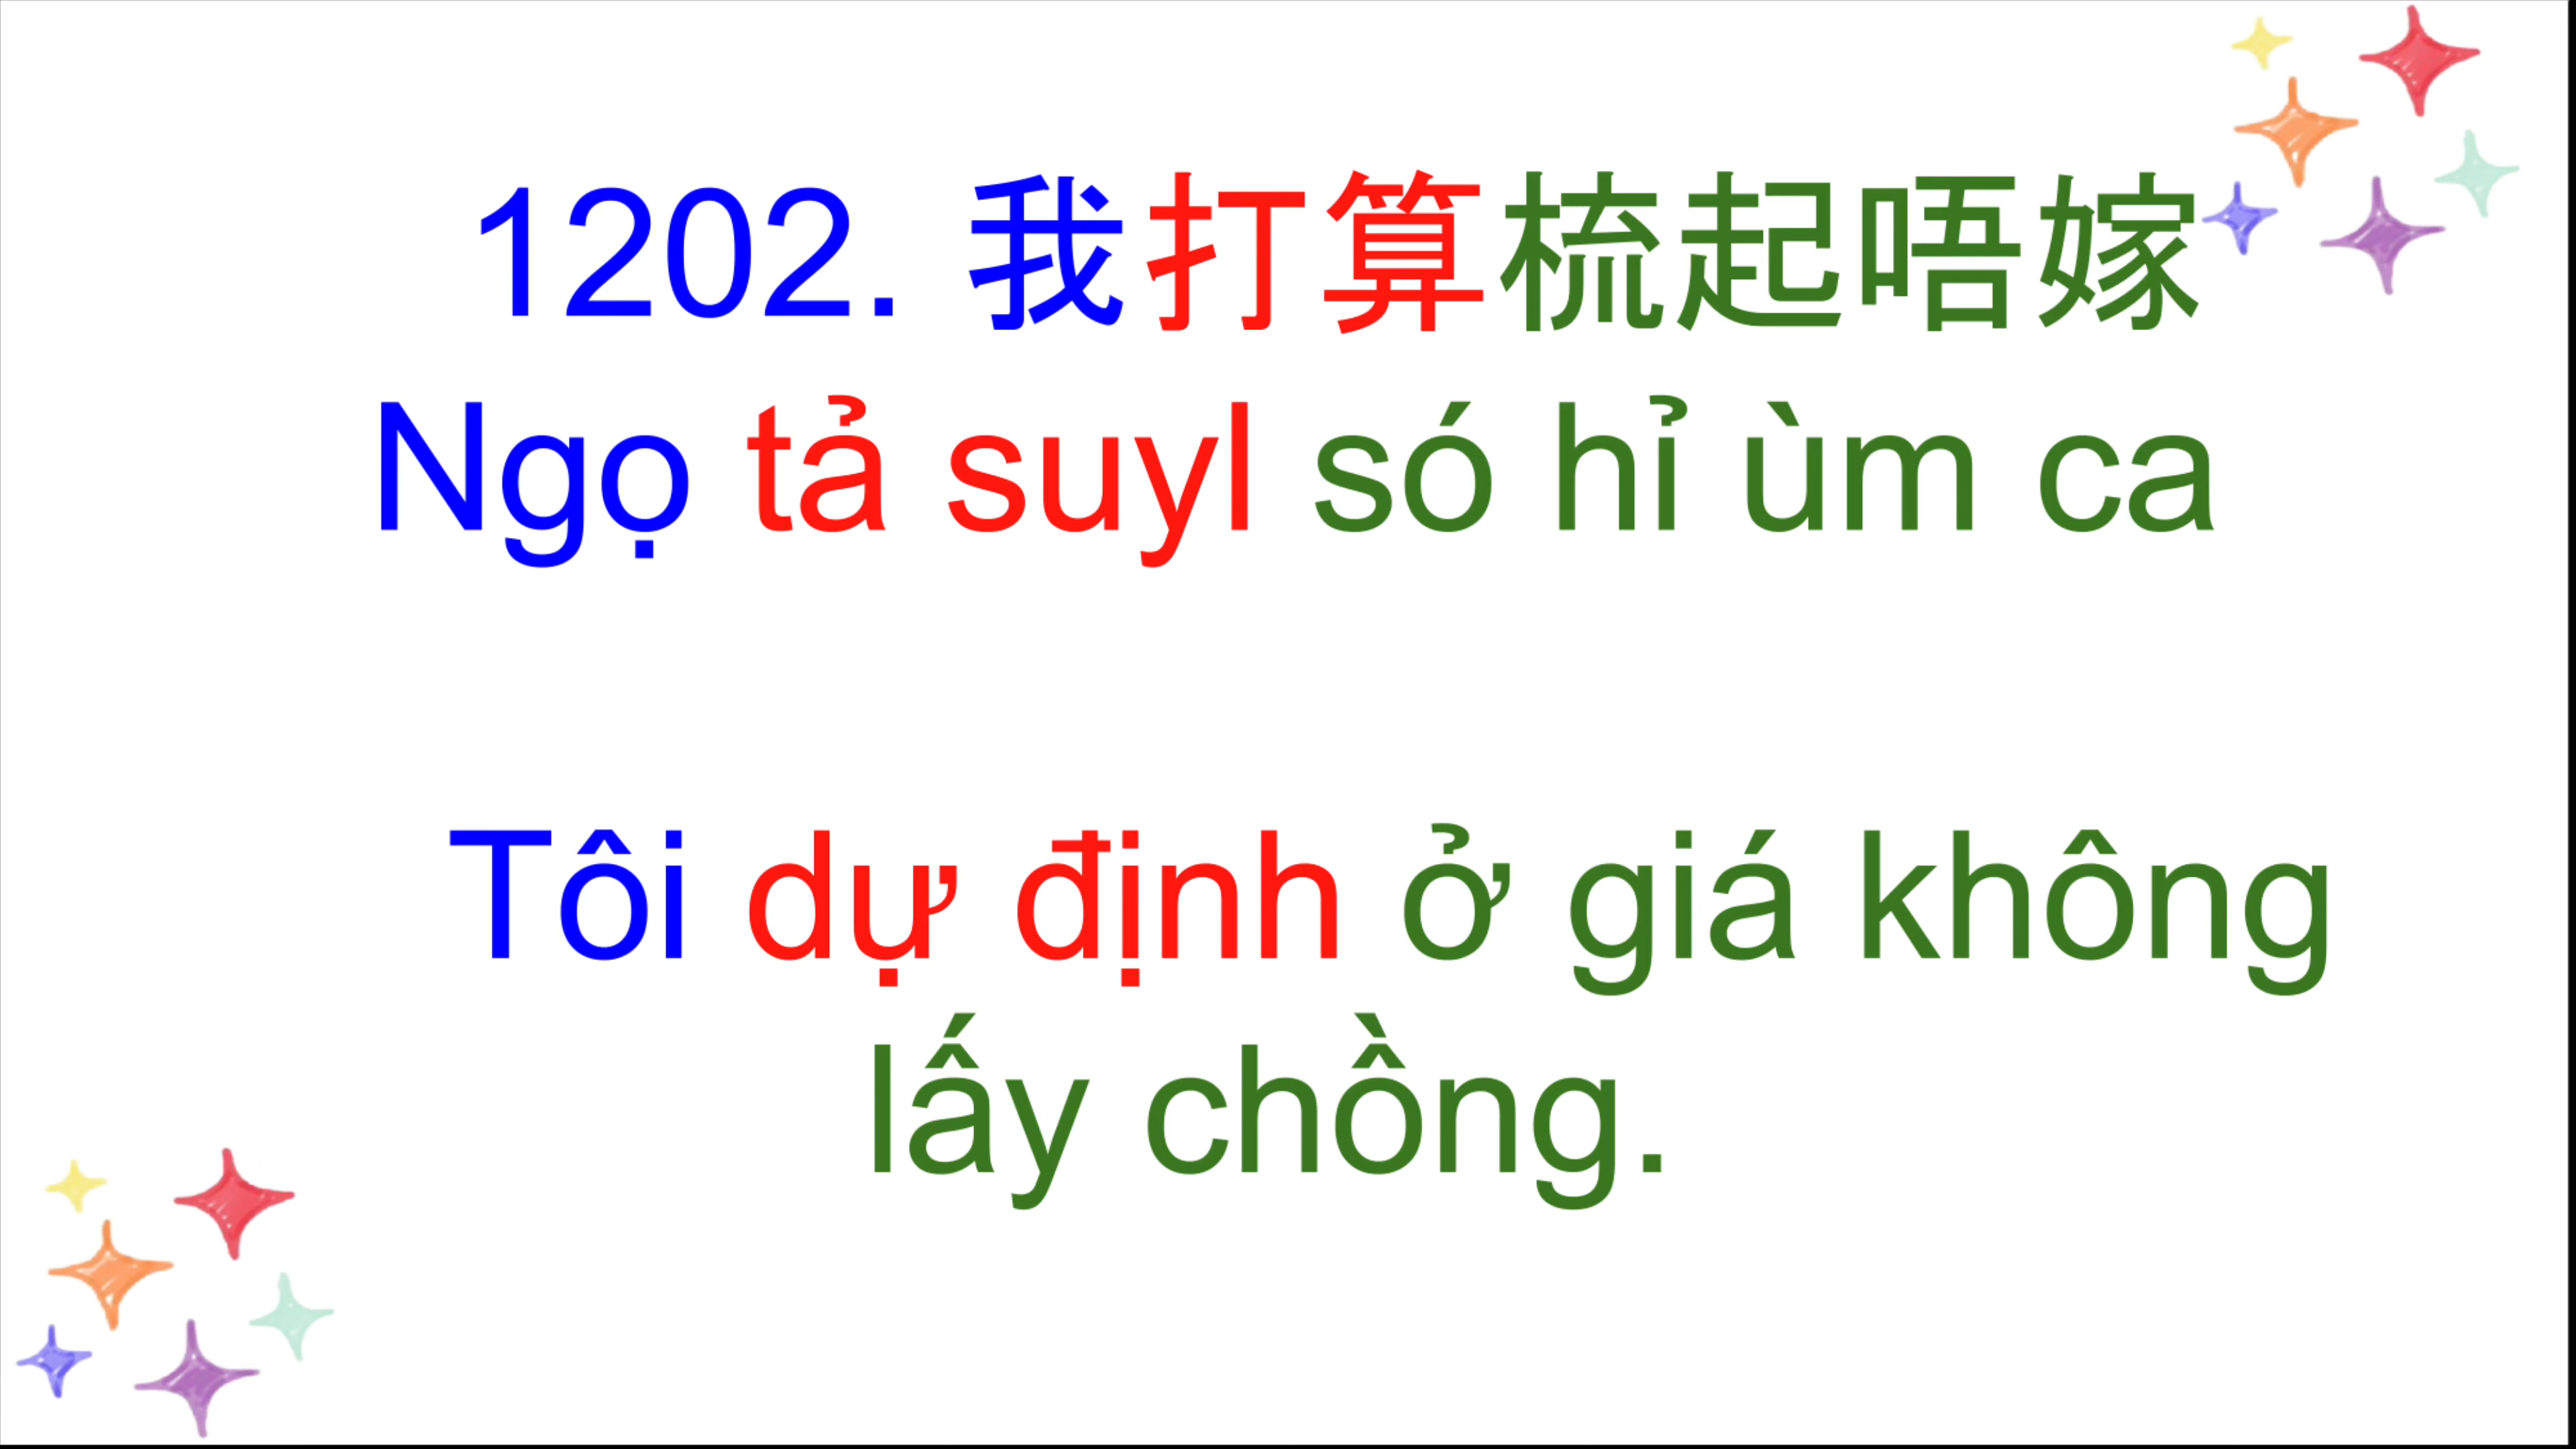 1202. 我打算梳起唔嫁
Ngọ tả suyl só hỉ ùm ca
Tôi dự định ở giá không
lấy chồng.